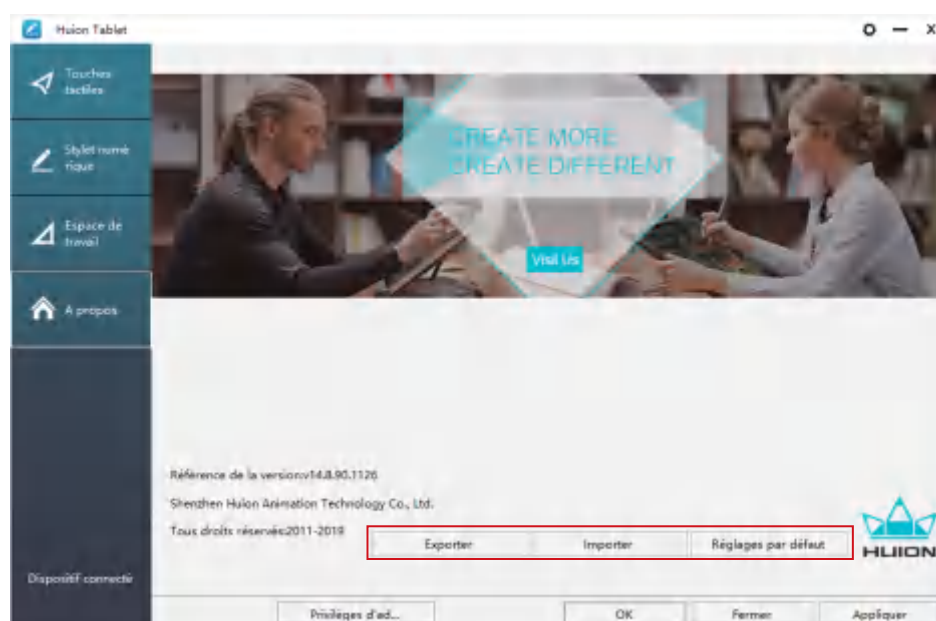 Huion Tablet
Touches
tactiles
Stylet numé
rique
Espace de
travail
A propos
CREATE MORE
CREATE DIFFERENT
Visit Us
Référence de la version:v14.8.90.1126
Shenzhen Huion Animation Technology Co., Ltd.
Tous droits réservés:2011-2019
Exporter
Importer
Réglages par défaut
HUION
Dispositif connecté
Privilèges d'ad...
OK
Fermer
Appliquer